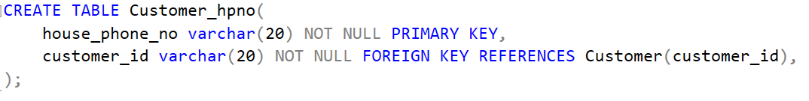 CREATE TABLE Customer_hpno(
    house_phone_no varchar(20) NOT NULL PRIMARY KEY,
    customer_id varchar(20) NOT NULL FOREIGN KEY REFERENCES Customer(customer_id),
);